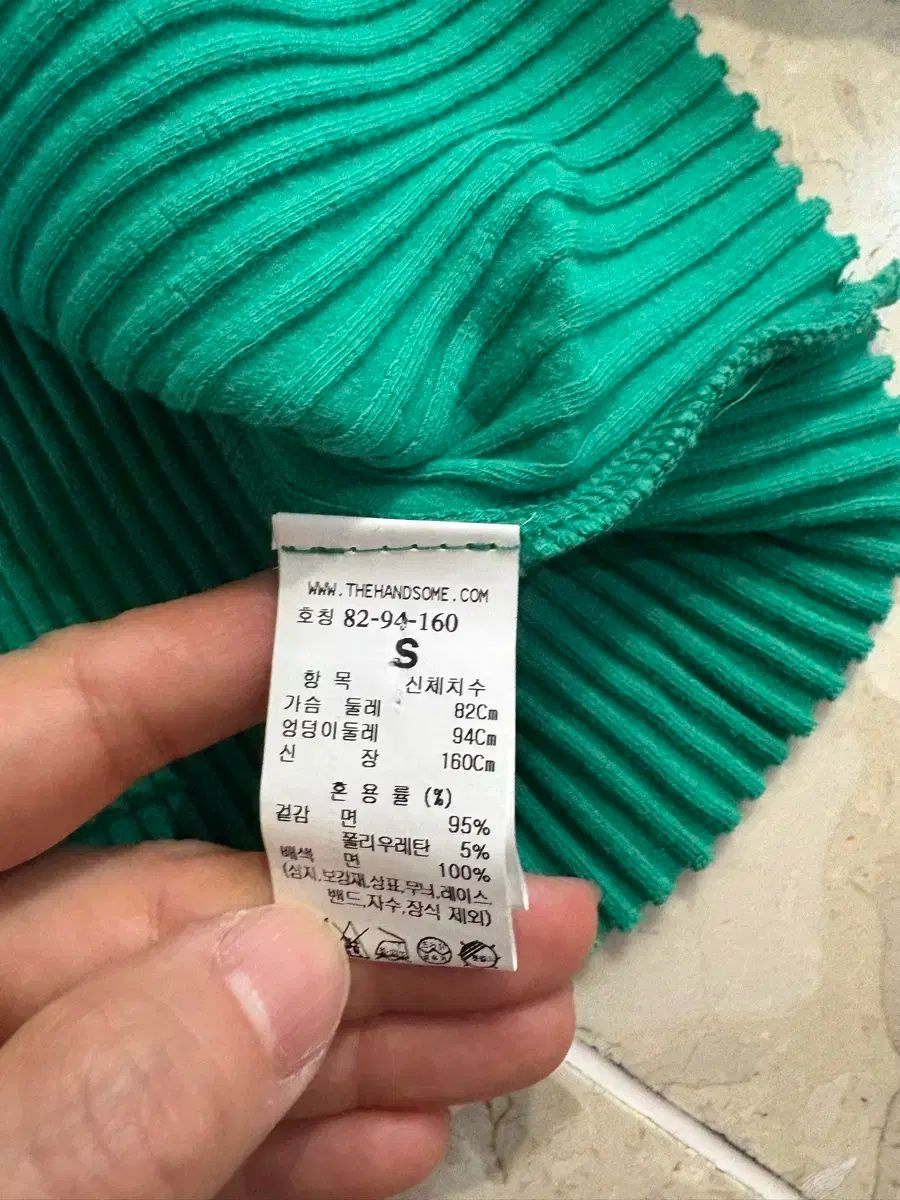 WWW.THEHANDSOME.COM
호칭 82-94-160
S
항 목 신체치수
가슴 둘레 82Cm
엉덩이둘레 94Cm
신 장 160Cm
혼 용 률 (%)
겉감 면 95%
폴리우레탄 5%
배색 면 100%
(심지,보강재,상표,무늬,레이스
밴드,자수,장식 제외)